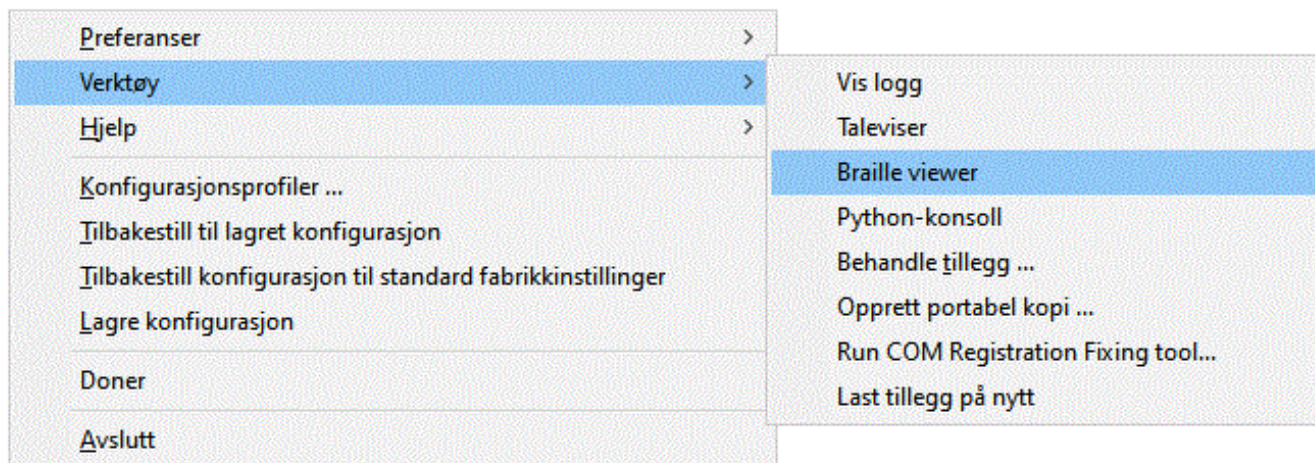 Preferanser
Verktøy
Hjelp
Konfigurasjonsprofiler ...
Tilbakestill til lagret konfigurasjon
Tilbakestill konfigurasjon til standard fabrikkinstillinger
Lagre konfigurasjon
Doner
Avslutt
Vis logg
Taleviser
Braille viewer
Python-konsoll
Behandle tillegg ...
Opprett portabel kopi ...
Run COM Registration Fixing tool...
Last tillegg på nytt